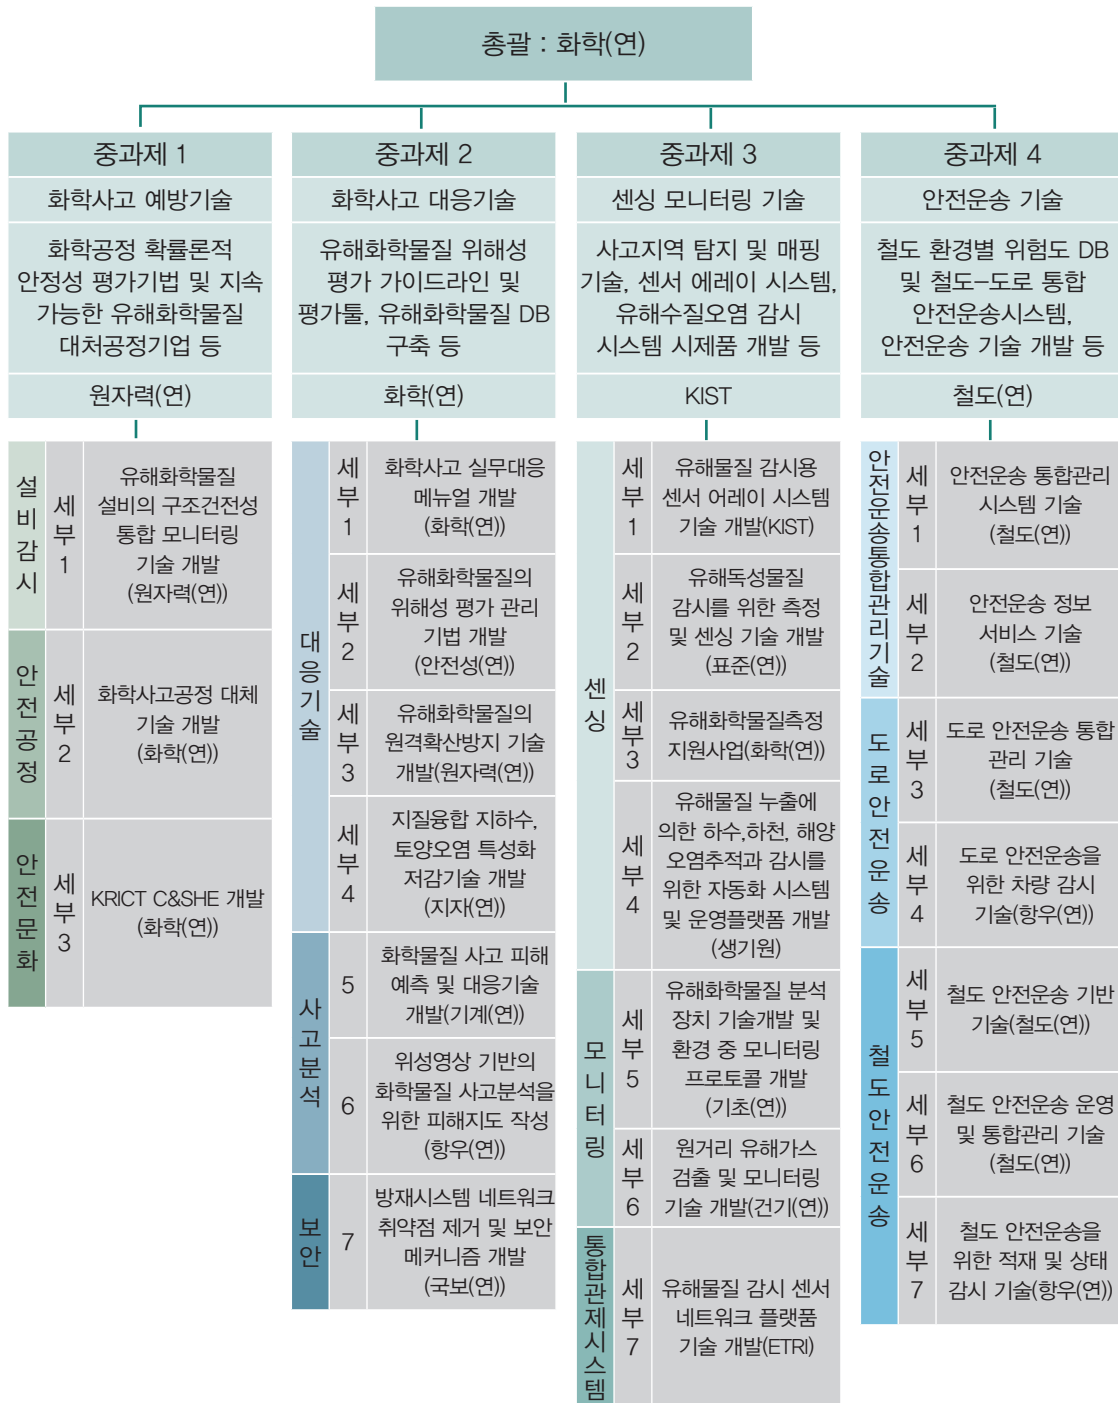 총괄 : 화학(연)
중과제 1
화학사고 예방기술
화학공정 확률론적
안정성 평가기법 및 지속
가능한 유해화학물질
대처공정기업 등
원자력(연)
설비감시
세부1
유해화학물질
설비의 구조건전성
통합 모니터링
기술 개발
(원자력(연))
안전공정
세부2
화학사고공정 대체
기술 개발
(화학(연))
안전문화
세부3
KRICT C&SHE 개발
(화학(연))
중과제 2
화학사고 대응기술
유해화학물질 위해성
평가 가이드라인 및
평가툴, 유해화학물질 DB
구축 등
화학(연)
대응기술
세부1
화학사고 실무대응
메뉴얼 개발
(화학(연))
세부2
유해화학물질의
위해성 평가 관리
기법 개발
(안전성(연))
세부3
유해화학물질의
원격확산방지 기술
개발(원자력(연))
세부4
지질융합 지하수,
토양오염 특성화
저감기술 개발
(지자(연))
사고분석
5
화학물질 사고 피해
예측 및 대응기술
개발(기계(연))
6
위성영상 기반의
화학물질 사고분석을
위한 피해지도 작성
(항우(연))
보안
7
방재시스템 네트워크
취약점 제거 및 보안
메커니즘 개발
(국보(연))
중과제 3
센싱 모니터링 기술
사고지역 탐지 및 매핑
기술, 센서 에레이 시스템,
유해수질오염 감시
시스템 시제품 개발 등
KIST
센싱
세부1
유해물질 감시용
센서 어레이 시스템
기술 개발(KIST)
세부2
유해독성물질
감시를 위한 측정
및 센싱 기술 개발
(표준(연))
세부3
유해화학물질측정
지원사업(화학(연))
세부4
유해물질 누출에
의한 하수,하천, 해양
오염추적과 감시를
위한 자동화 시스템
및 운영플랫폼 개발
(생기원)
모니터링
세부5
유해화학물질 분석
장치 기술개발 및
환경 중 모니터링
프로토콜 개발
(기초(연))
세부6
원거리 유해가스
검출 및 모니터링
기술 개발(건기(연))
통합관제시스템
세부7
유해물질 감시 센서
네트워크 플랫폼
기술 개발(ETRI)
중과제 4
안전운송 기술
철도 환경별 위험도 DB
및 철도-도로 통합
안전운송시스템,
안전운송 기술 개발 등
철도(연)
안전운송통합관리기술
세부1
안전운송 통합관리
시스템 기술
(철도(연))
세부2
안전운송 정보
서비스 기술
(철도(연))
도로안전운송
세부3
도로 안전운송 통합
관리 기술
(철도(연))
세부4
도로 안전운송을
위한 차량 감시
기술(항우(연))
철도안전운송
세부5
철도 안전운송 기반
기술(철도(연))
세부6
철도 안전운송 운영
및 통합관리 기술
(철도(연))
세부7
철도 안전운송을
위한 적재 및 상태
감시 기술(항우(연))